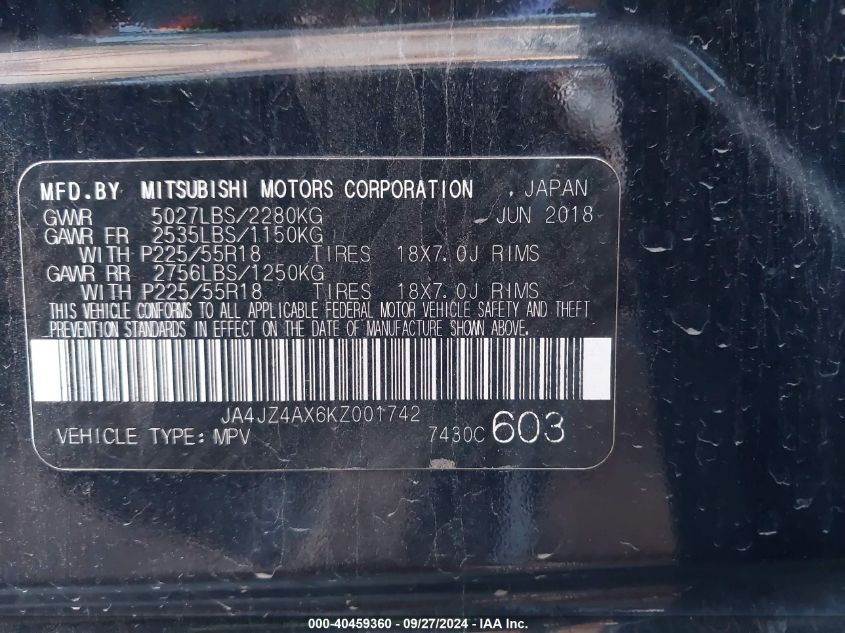 MFD.BY MITSUBISHI MOTORS CORPORATION , JAPAN
GWR 5027LBS/2280KG JUN 2018
GAWR FR 2535LBS/1150KG
WITH P225/55R18 TIRES 18X7.0J RIMS
GAWR RR 2756LBS/1250KG
WITH P225/55R18 TIRES 18X7.0J RIMS
THIS VEHICLE CONFORMS TO ALL APPLICABLE FEDERAL MOTOR VEHICLE SAFETY AND THEFT
PREVENTION STANDARDS IN EFFECT ON THE DATE OF MANUFACTURE SHOWN ABOVE.
JA4JZ4AX6KZ001742
VEHICLE TYPE: MPV 7430C 603
000-40459360 - 09/27/2024 - IAA Inc.